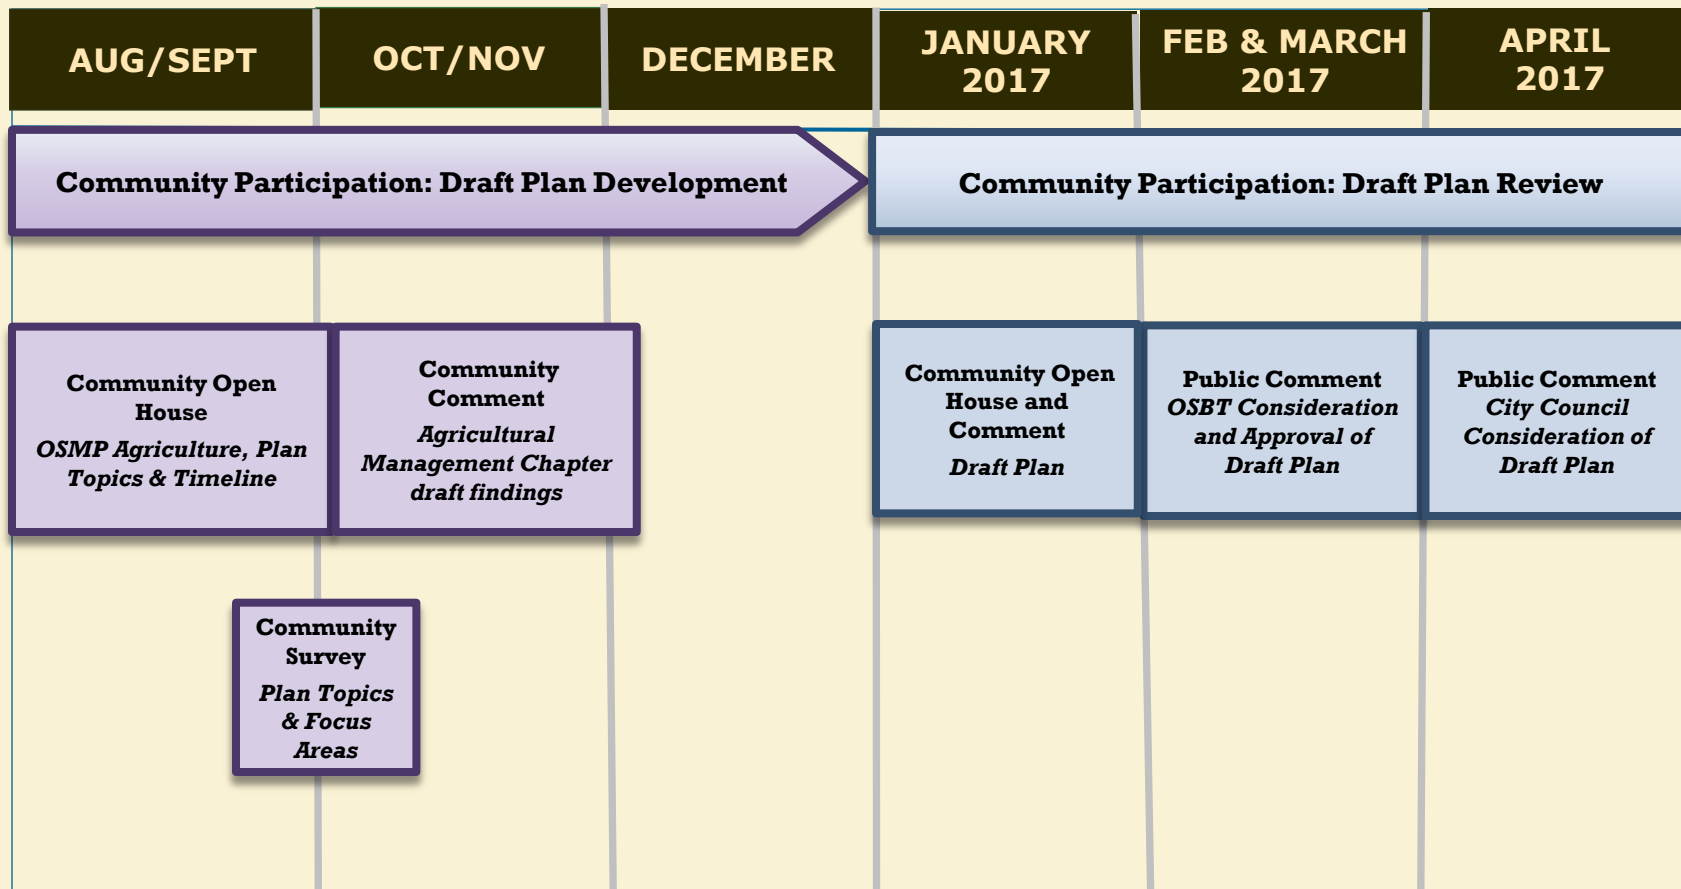 AUG/SEPT
OCT/NOV
DECEMBER
JANUARY
2017
FEB & MARCH
2017
APRIL
2017
Community Participation: Draft Plan Development
Community Participation: Draft Plan Review
Community Open
House
OSMP Agriculture, Plan
Topics & Timeline
Community
Comment
Agricultural
Management Chapter
draft findings
Community Open
House and
Comment
Draft Plan
Public Comment
OSBT Consideration
and Approval of
Draft Plan
Public Comment
City Council
Consideration of
Draft Plan
Community
Survey
Plan Topics
& Focus
Areas